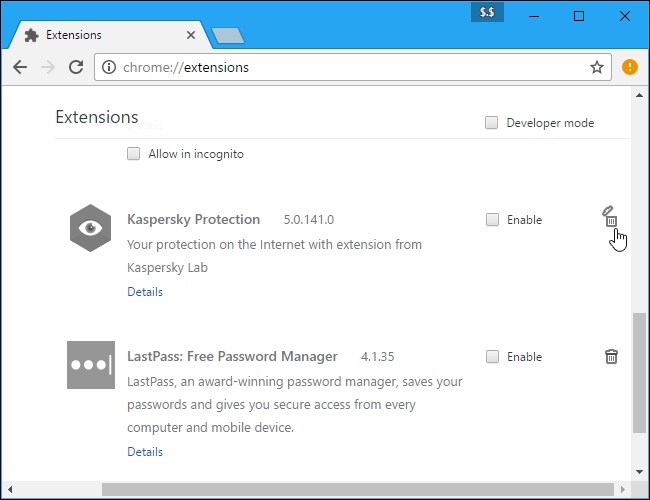 $.$
Extensions
chrome://extensions
Extensions
Developer mode
Allow in incognito
Kaspersky Protection 5.0.141.0
Enable
Your protection on the Internet with extension from
Kaspersky Lab
Details
LastPass: Free Password Manager 4.1.35
Enable
LastPass, an award-winning password manager, saves your
passwords and gives you secure access from every
computer and mobile device.
Details